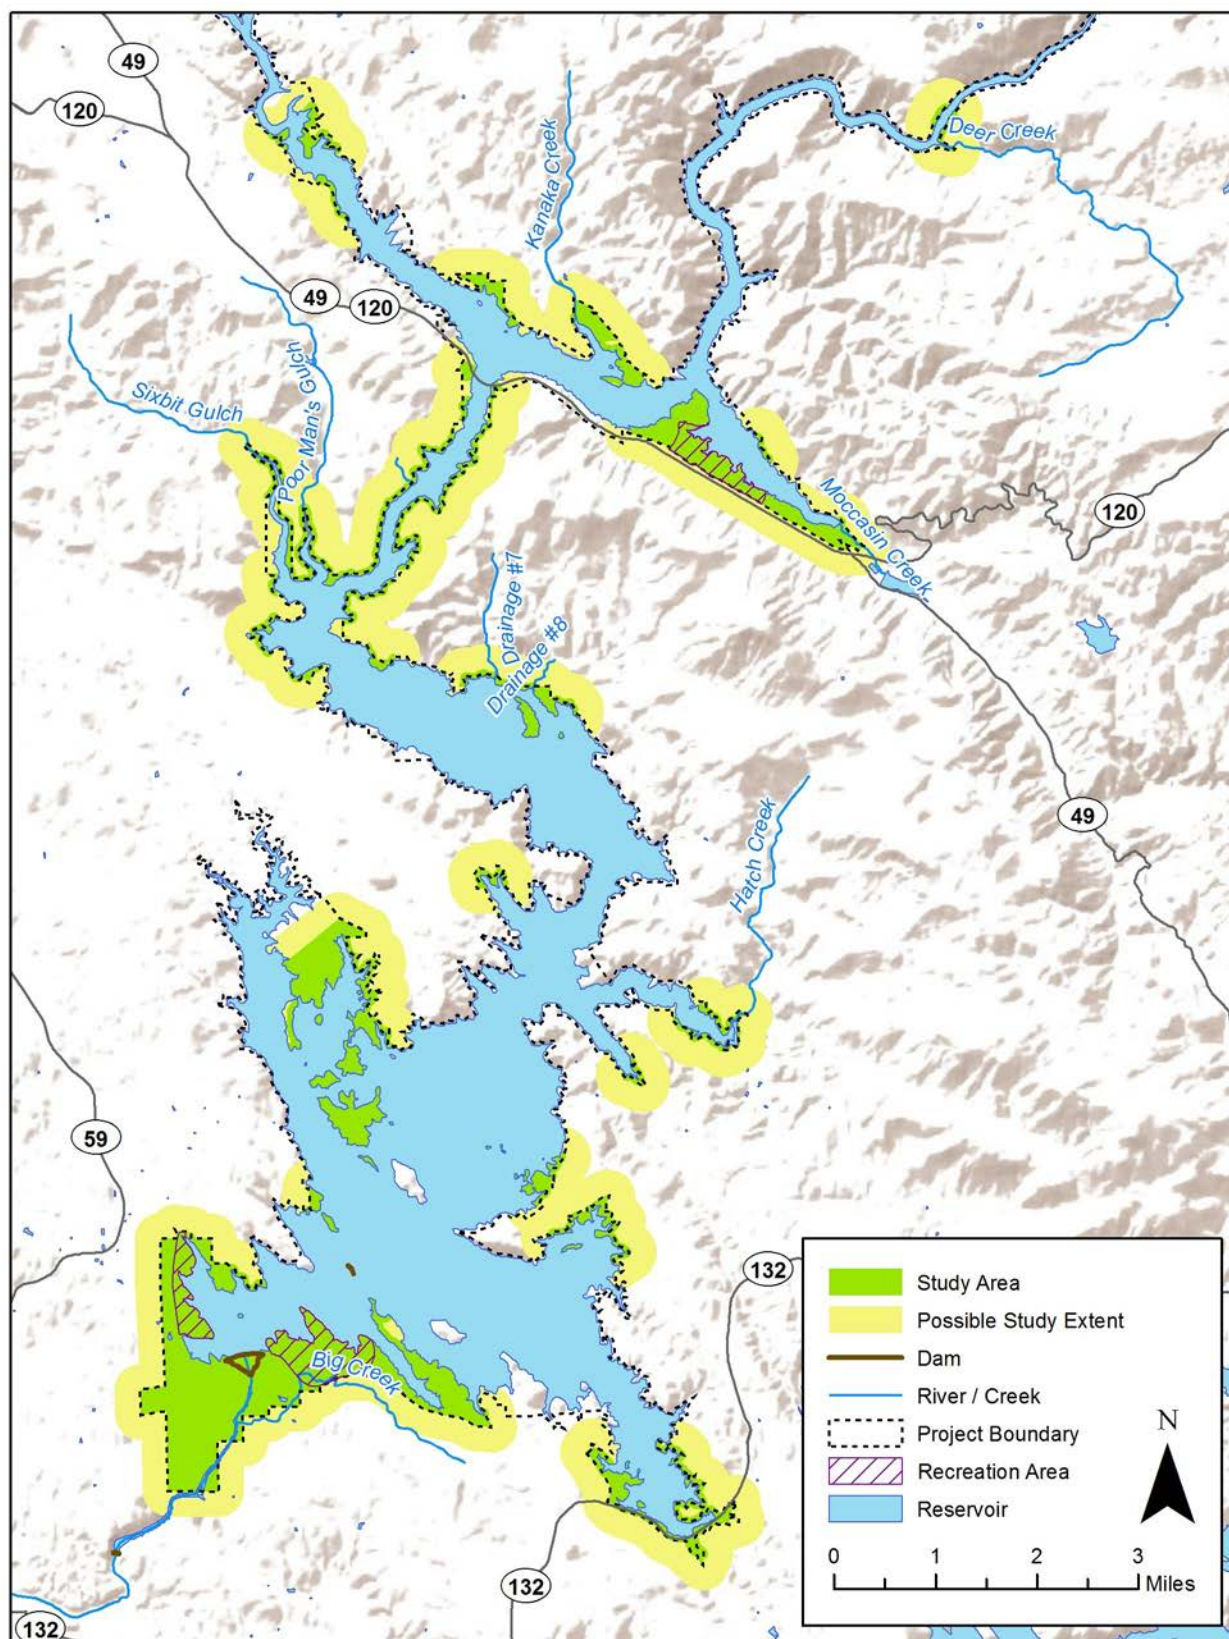 49
120
Deer Creek
Kanaka Creek
49
120
Sixbit Gulch
Poor Man's Gulch
120
Moccasin Creek
Drainage #7
Drainage #8
49
Hatch Creek
59
132
Big Creek
132
132
Study Area
Possible Study Extent
Dam
River / Creek
Project Boundary
Recreation Area
Reservoir
N
0 1 2 3
Miles